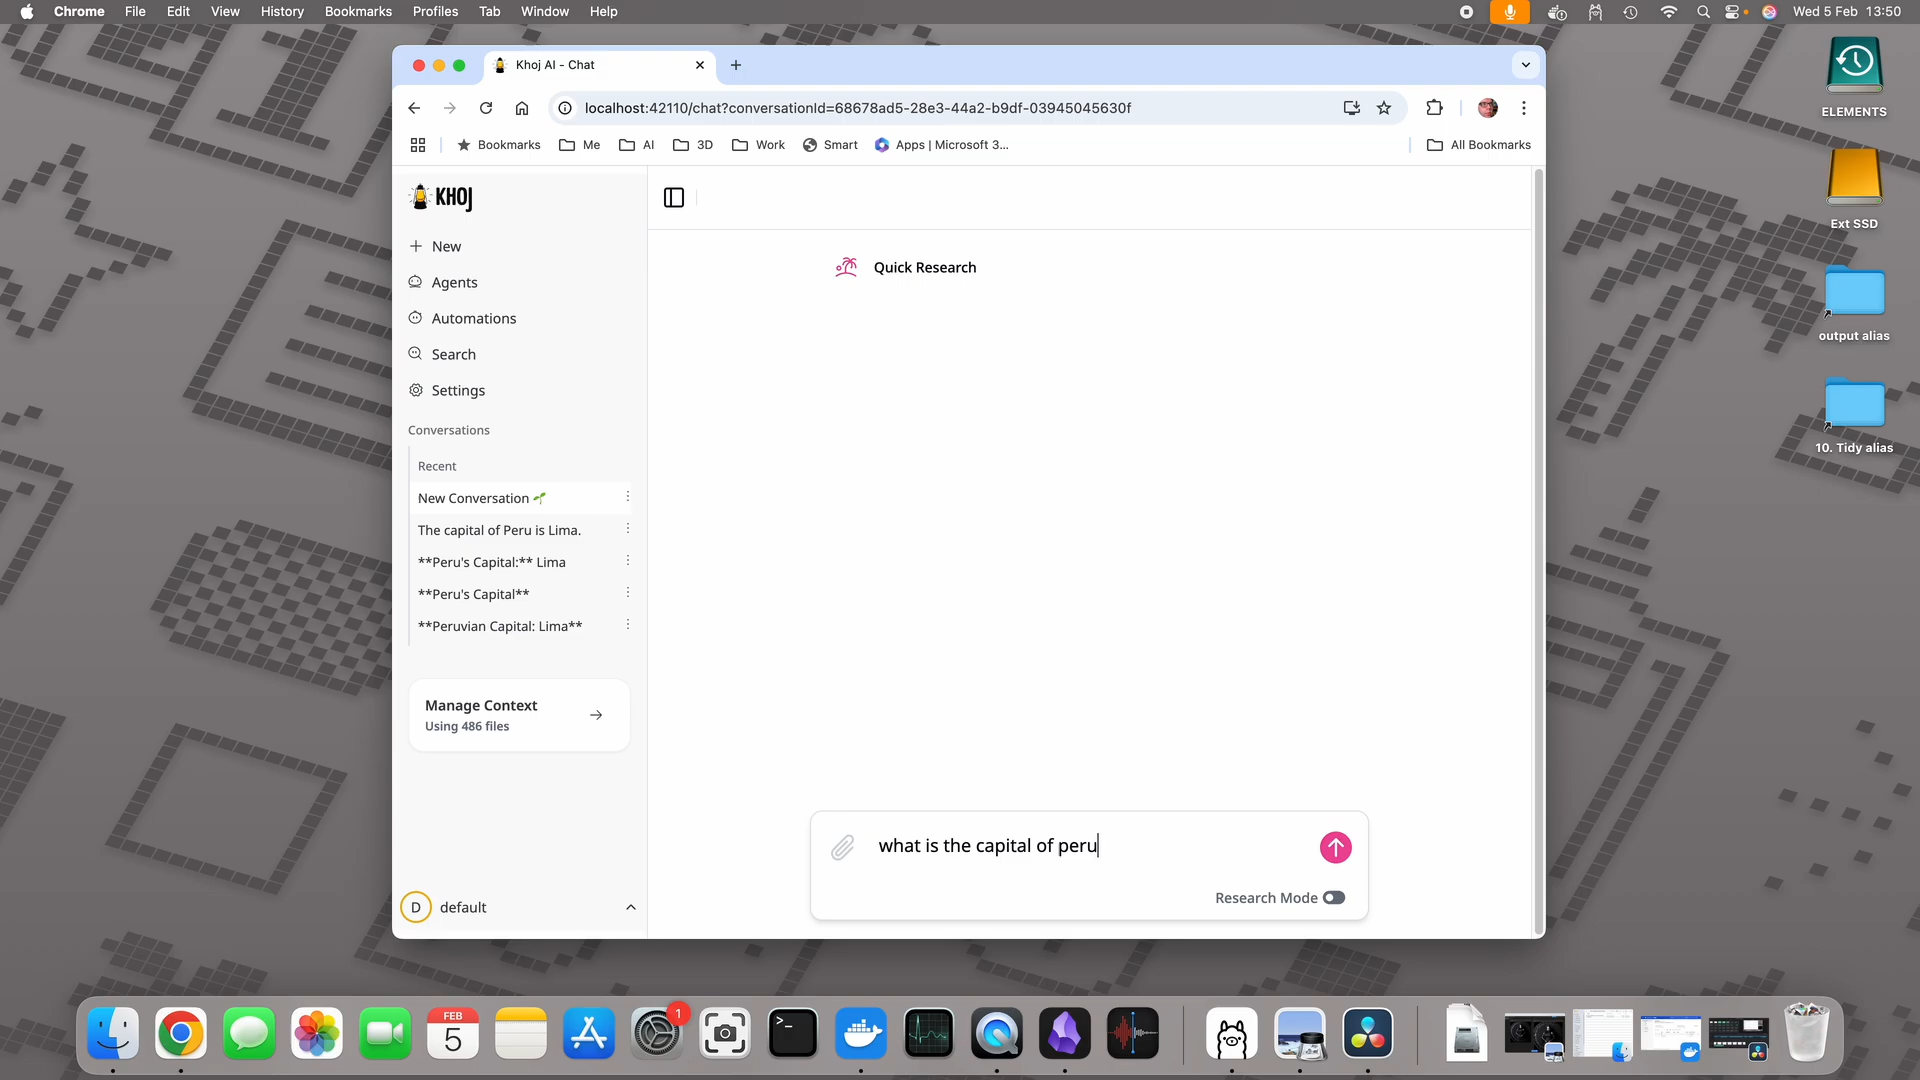 Chrome File Edit View History Bookmarks Profiles Tab Window Help Wed 5 Feb 13:50
Khoj AI - Chat
localhost:42110/chat?conversationId=68678ad5-28e3-44a2-b9df-03945045630f
Bookmarks Me AI 3D Work Smart Apps | Microsoft 3... All Bookmarks
KHOJ
New
Agents
Automations
Search
Settings
Conversations
Recent
New Conversation 🌱
The capital of Peru is Lima.
**Peru's Capital:** Lima
**Peru's Capital**
**Peruvian Capital: Lima**
Manage Context
Using 486 files
D default
Quick Research
what is the capital of peru
Research Mode
ELEMENTS
Ext SSD
output alias
10. Tidy alias
FEB
5
1